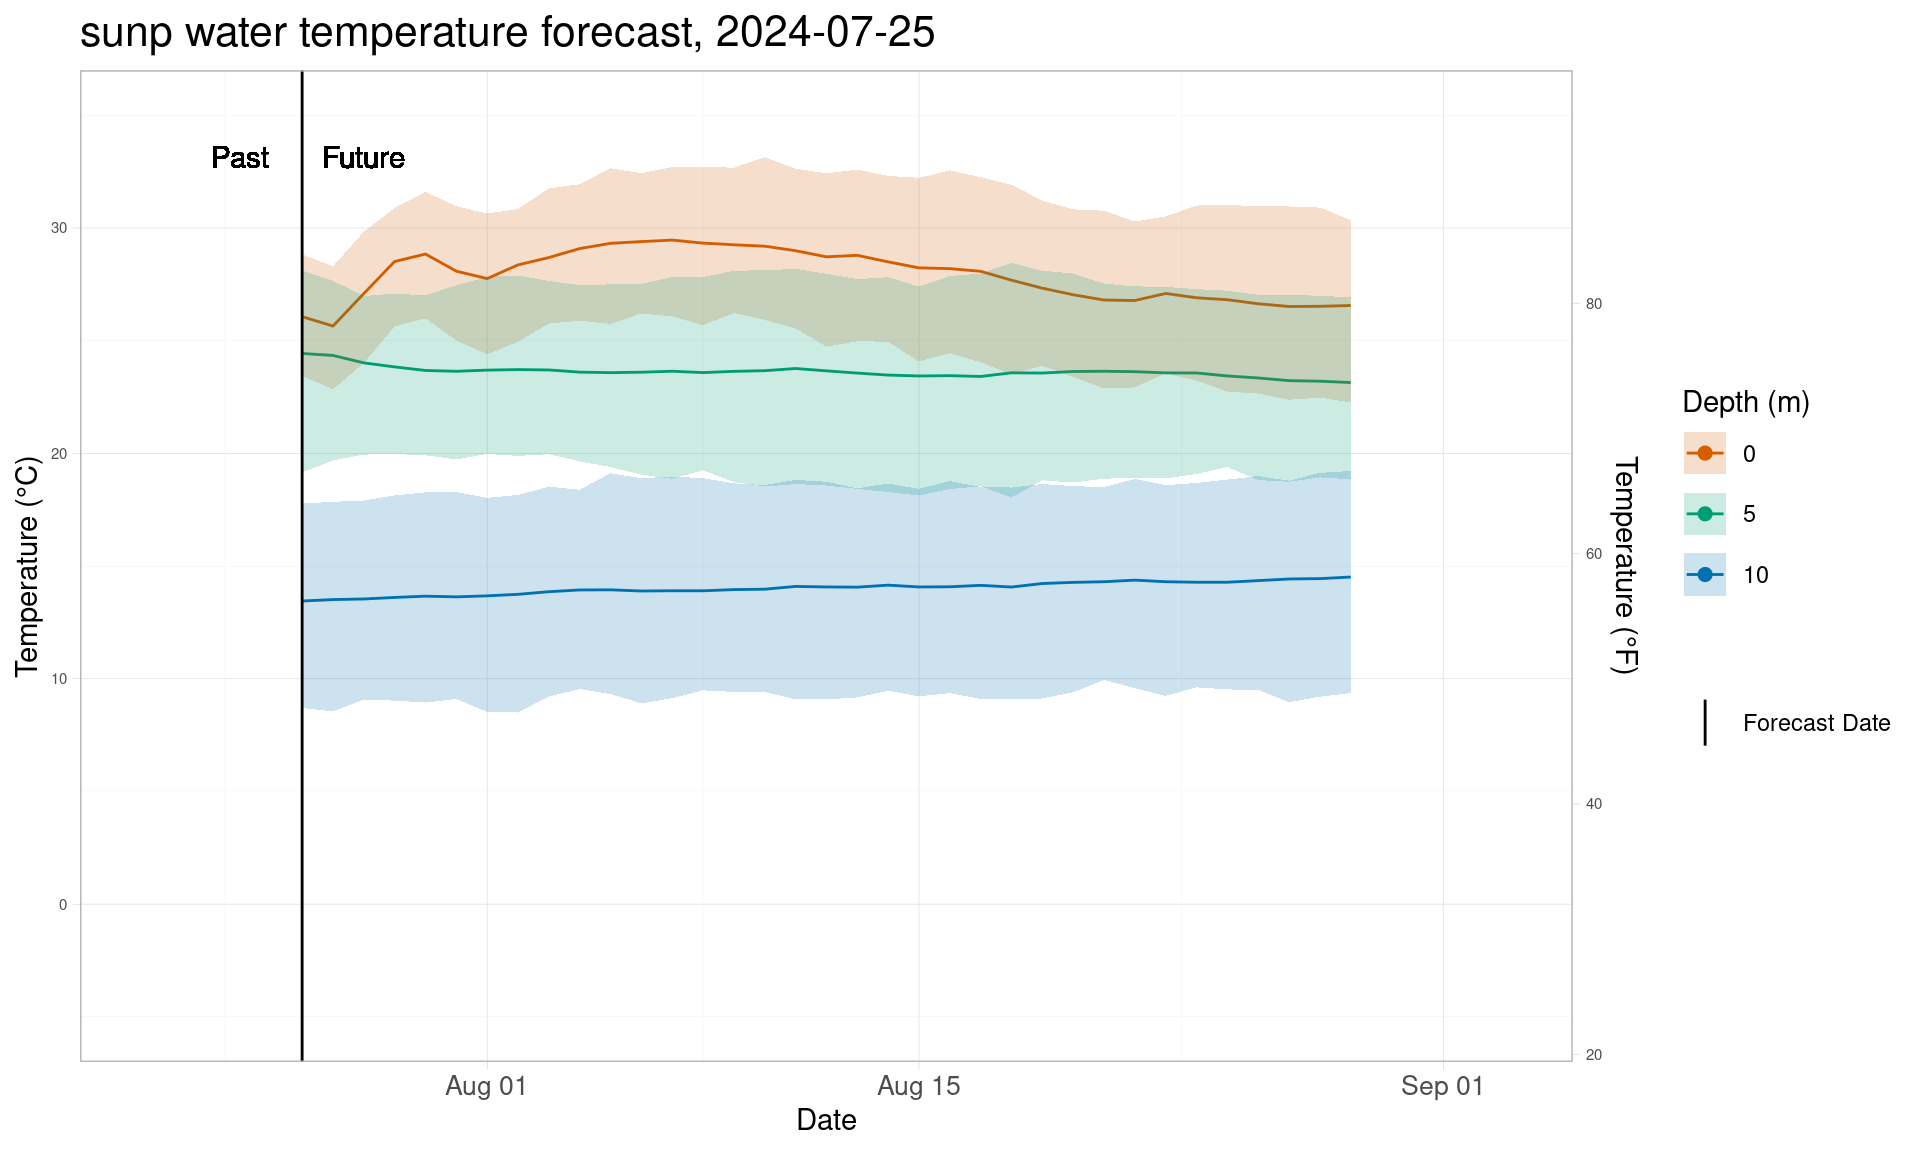 sunp water temperature forecast, 2024-07-25
Past
Future
30
20
10
0
Temperature (°C)
80
60
40
20
Temperature (°F)
Aug 01
Aug 15
Sep 01
Date
Depth (m)
0
5
10
Forecast Date